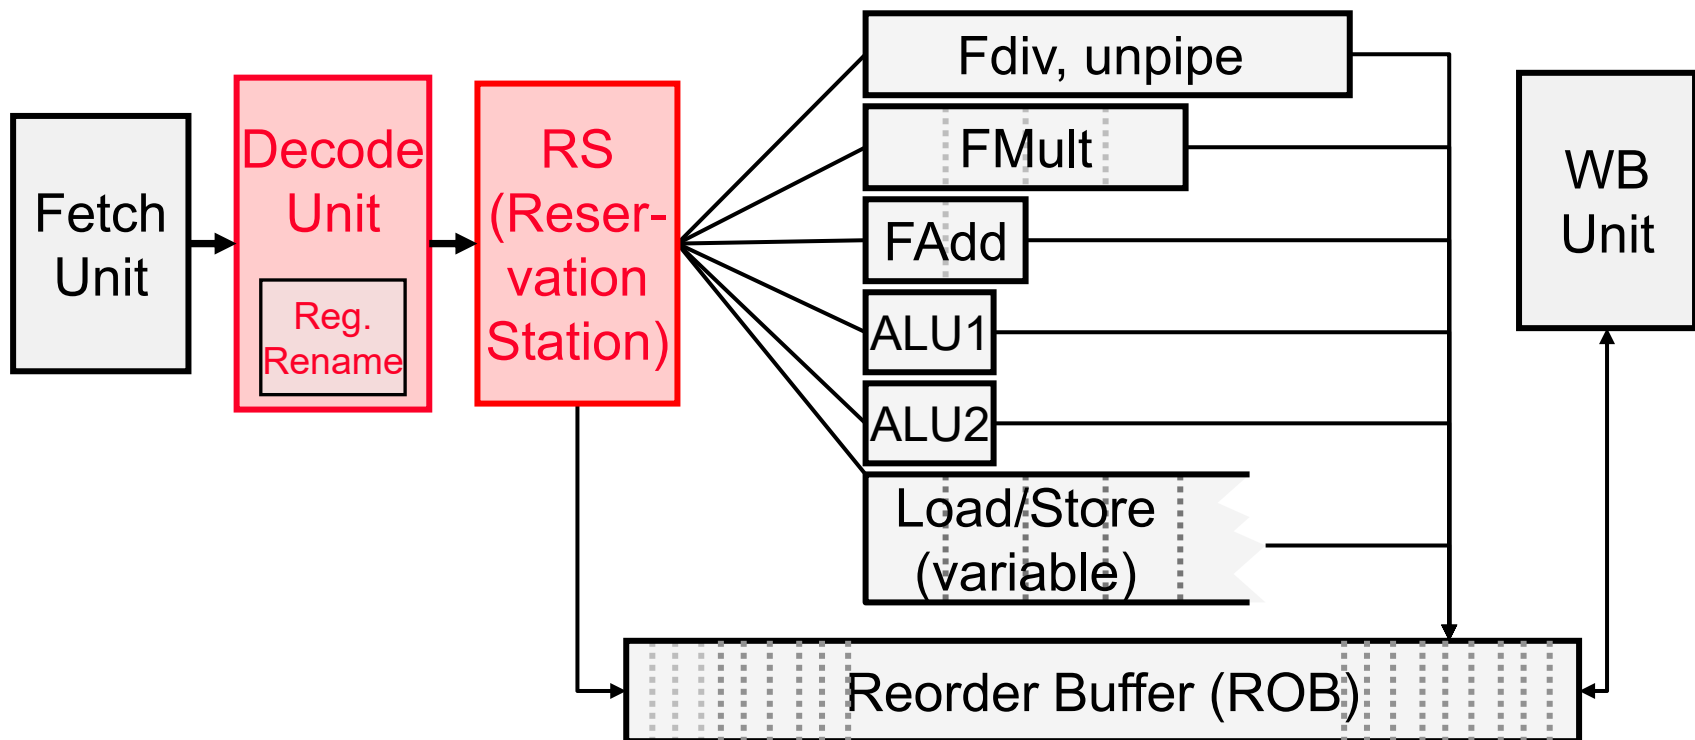 Fetch
Unit
Decode
Unit
Reg.
Rename
RS
(Reser-
vation
Station)
Fdiv, unpipe
FMult
FAdd
ALU1
ALU2
Load/Store
(variable)
Reorder Buffer (ROB)
WB
Unit